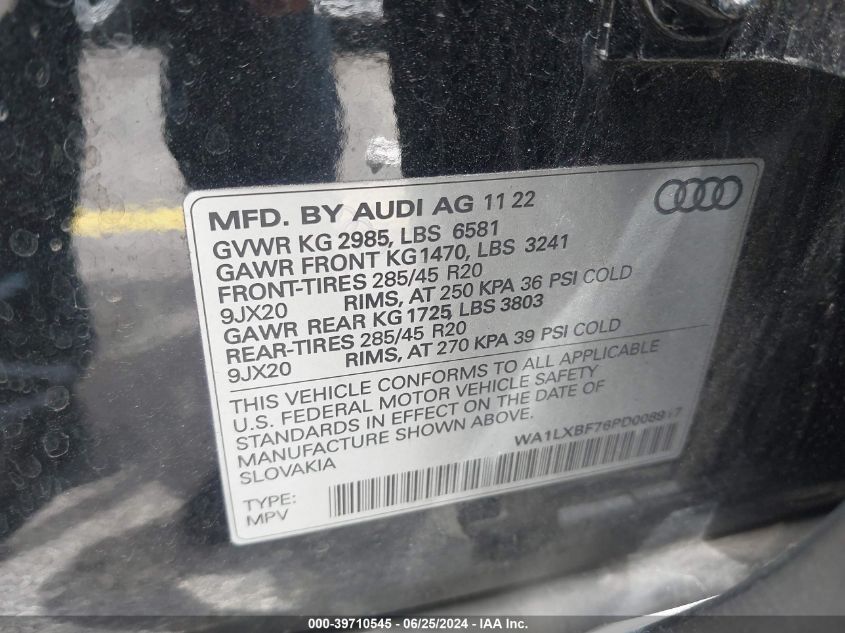 MFD. BY AUDI AG 11 22
GVWR KG 2985, LBS 6581
GAWR FRONT KG 1470, LBS 3241
FRONT-TIRES 285/45 R20
9JX20 RIMS, AT 250 KPA 36 PSI COLD
GAWR REAR KG 1725, LBS 3803
REAR-TIRES 285/45 R20
9JX20 RIMS, AT 270 KPA 39 PSI COLD
THIS VEHICLE CONFORMS TO ALL APPLICABLE
U.S. FEDERAL MOTOR VEHICLE SAFETY
STANDARDS IN EFFECT ON THE DATE OF
MANUFACTURE SHOWN ABOVE.
SLOVAKIA
TYPE:
MPV
000-39710545 - 06/25/2024 - IAA Inc.